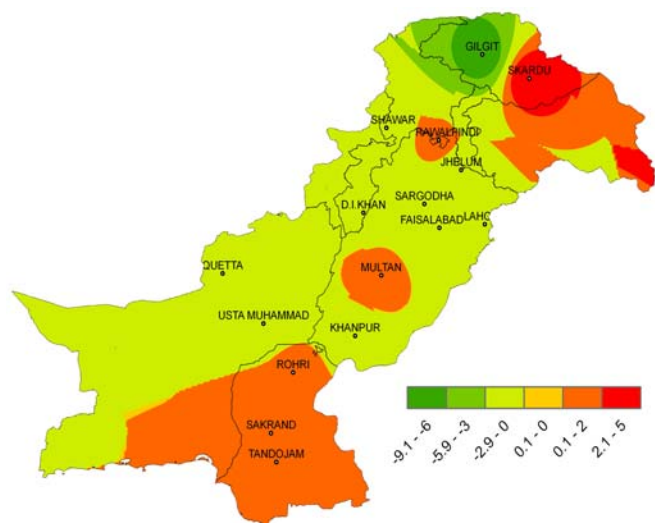 GILGIT
SKARDU
SHAWAR
RAWALPINDI
JHELUM
SARGODHA
D.I.KHAN
FAISALABAD
LAHO
QUETTA
MULTAN
USTA MUHAMMAD
KHANPUR
ROHRI
SAKRAND
TANDOJAM
-9.1 - -6
-5.9 - -3
-2.9 - 0
0.1 - 0
0.1 - 2
2.1 - 5